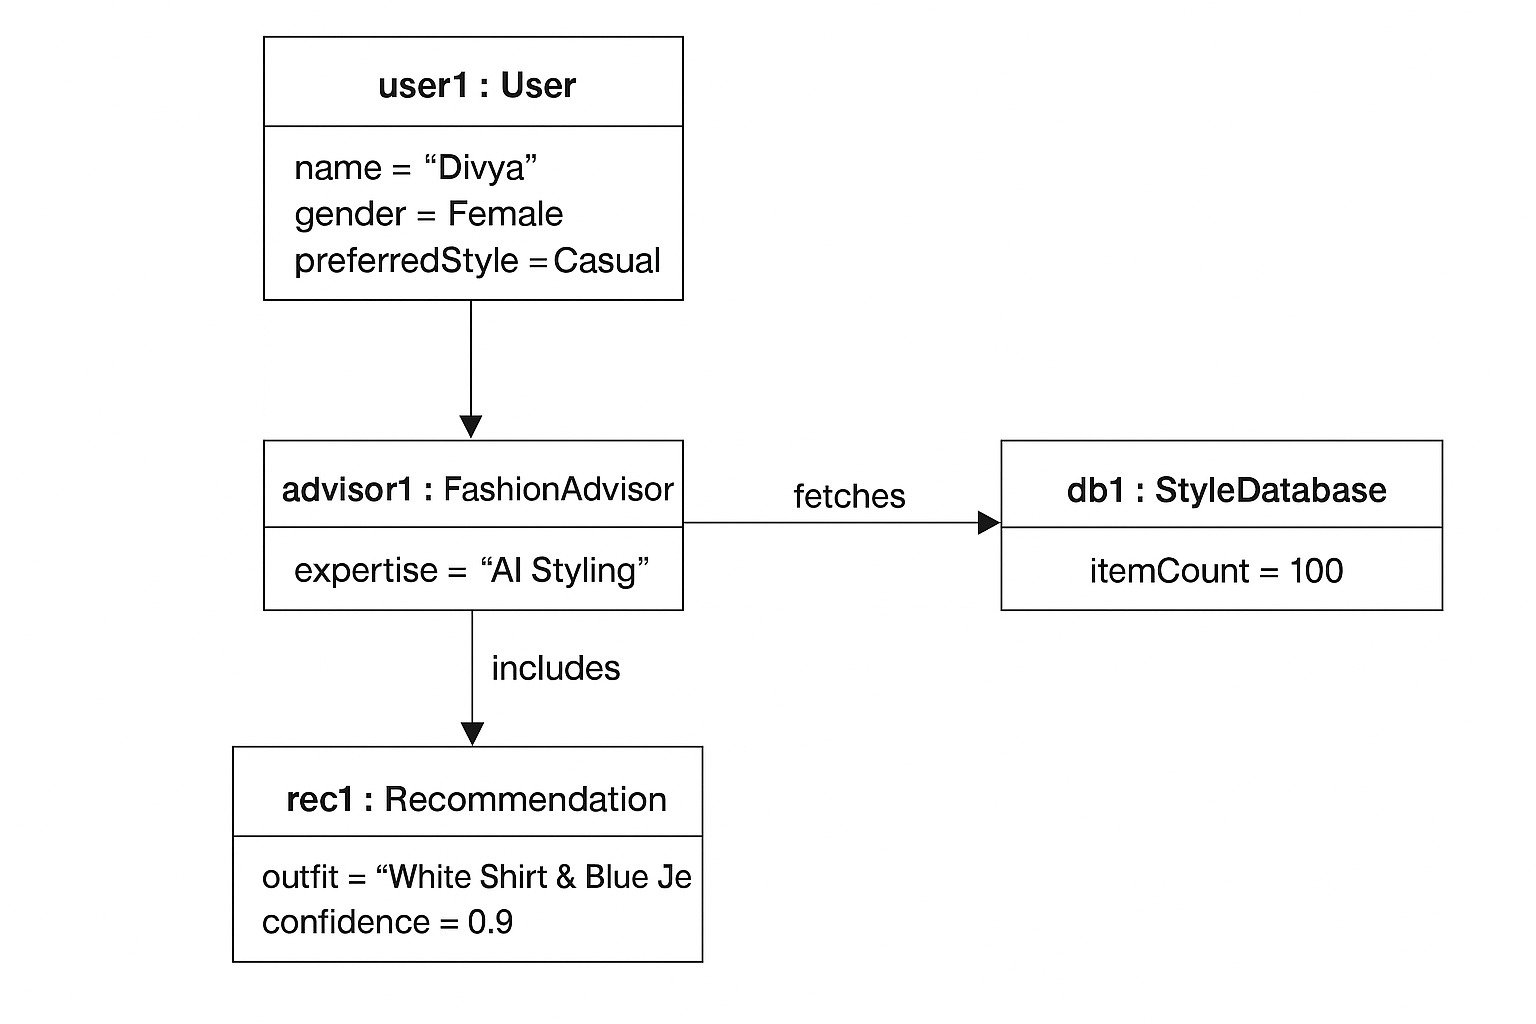 user1 : User
name = “Divya”
gender = Female
preferredStyle = Casual
advisor1 : FashionAdvisor
expertise = “AI Styling”
fetches
db1 : StyleDatabase
itemCount = 100
includes
rec1 : Recommendation
outfit = “White Shirt & Blue Je
confidence = 0.9